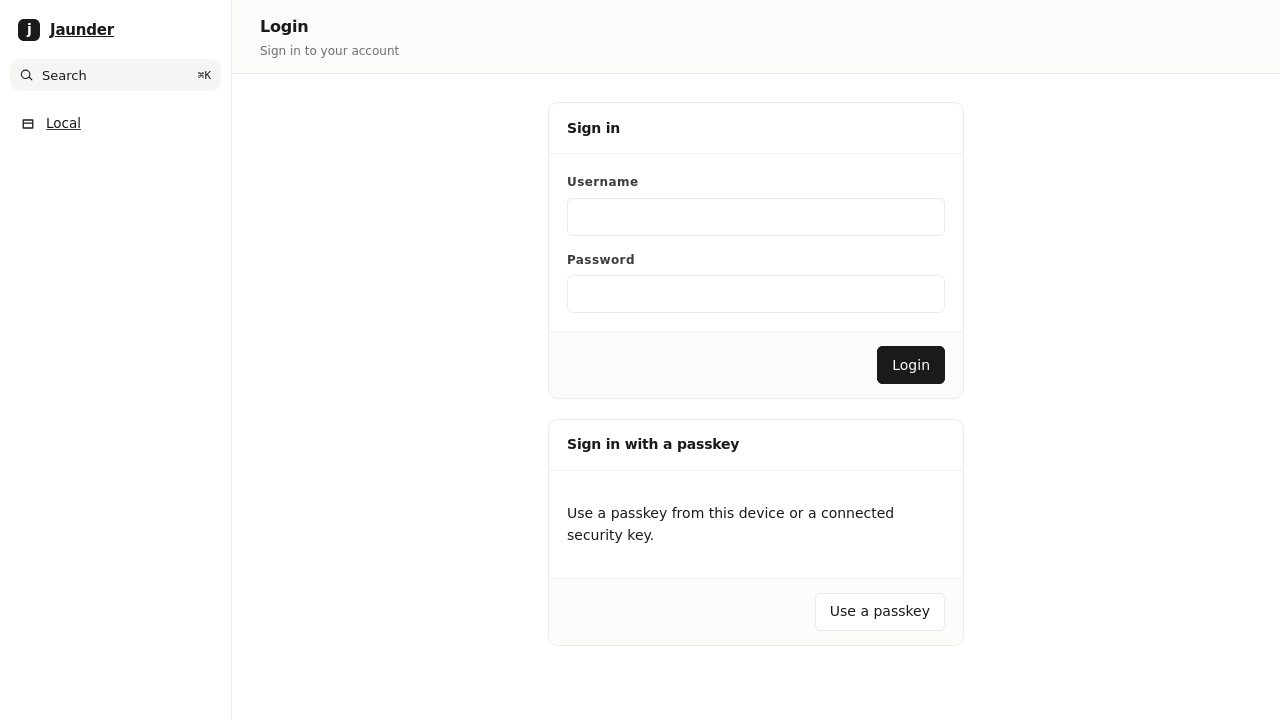 j Jaunder
Search ⌘K
Local
Login
Sign in to your account
Sign in
Username
Password
Login
Sign in with a passkey
Use a passkey from this device or a connected
security key.
Use a passkey